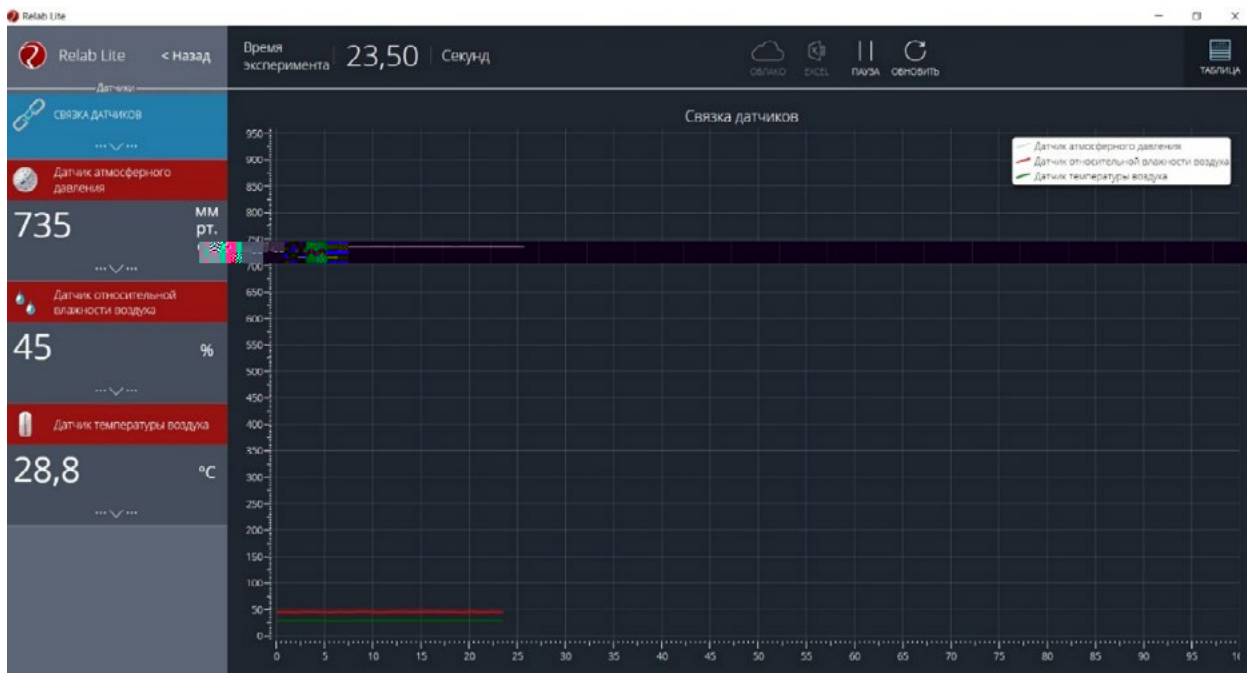 Relab Lite
Relab Lite
< Назад
Время эксперимента
23,50
Секунд
ОБЛАКО
EXCEL
ПАУЗА
ОБНОВИТЬ
ТАБЛИЦА
Датчики
СВЯЗКА ДАТЧИКОВ
Датчик атмосферного
давления
735
мм
рт.
Датчик относительной
влажности воздуха
45
%
Датчик температуры воздуха
28,8
°C
Связка датчиков
Датчик атмосферного давления
Датчик относительной влажности воздуха
Датчик температуры воздуха
950
900
850
800
750
700
650
600
550
500
450
400
350
300
250
200
150
100
50
0
0 5 10 15 20 25 30 35 40 45 50 55 60 65 70 75 80 85 90 95